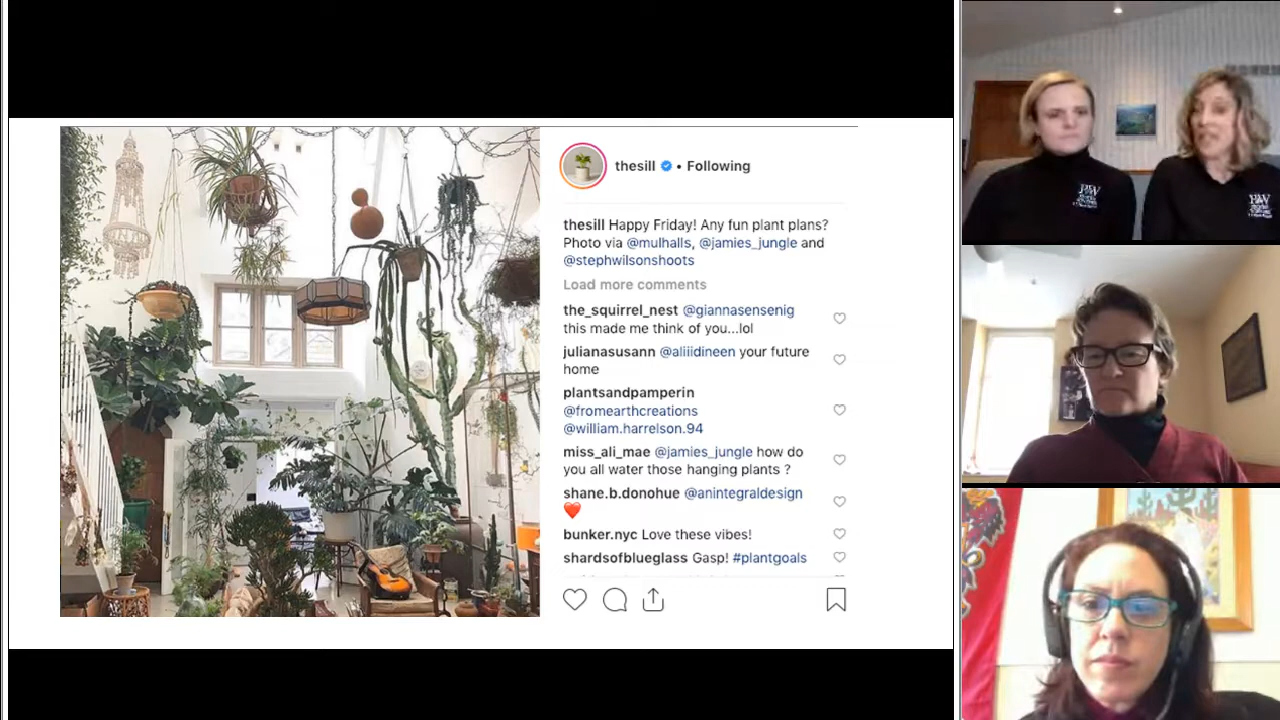 thesill • Following
thesill Happy Friday! Any fun plant plans?
Photo via @mulhalls, @jamies_jungle and
@stephwilsonshoots
Load more comments
the_squirrel_nest @giannasensenig
this made me think of you...lol
julianasusann @aliiidineen your future
home
plantsandpamperin
@fromearthcreations
@william.harrelson.94
miss_ali_mae @jamies_jungle how do
you all water those hanging plants ?
shane.b.donohue @anintegraldesign
❤️
bunker.nyc Love these vibes!
shardsofblueglass Gasp! #plantgoals